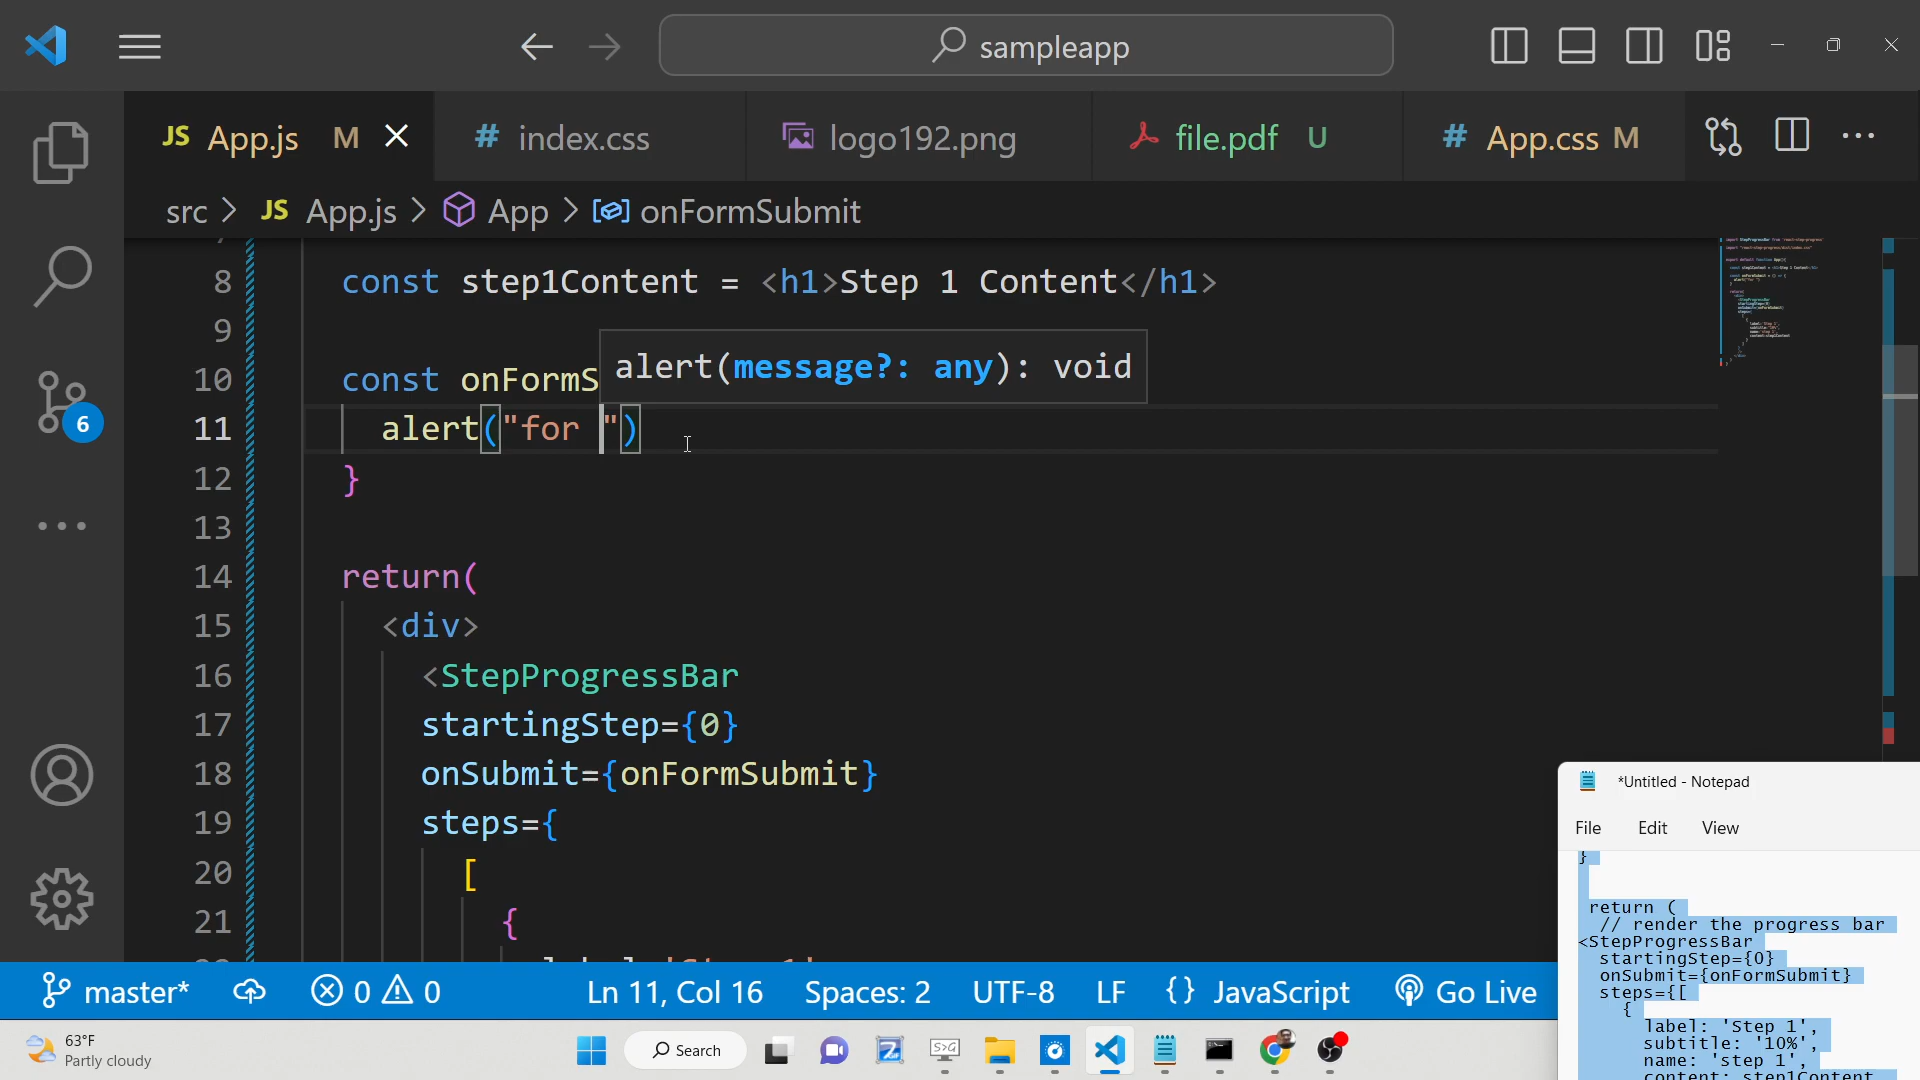 sampleapp
JS App.js M
# index.css
logo192.png
file.pdf U
# App.css M
src > JS App.js > App > onFormSubmit
8 const step1Content = <h1>Step 1 Content</h1>
9
alert(message?: any): void
10 const onFormS
11 alert("for ")
12 }
13
14 return(
15 <div>
16 <StepProgressBar
17 startingStep={0}
18 onSubmit={onFormSubmit}
19 steps={
20 [
21 {
6
*Untitled - Notepad
File Edit View
}
return (
// render the progress bar
<StepProgressBar
startingStep={0}
onSubmit={onFormSubmit}
steps={[
{
label: 'Step 1',
subtitle: '10%',
name: 'step 1',
content: step1Content
master* 0 0 Ln 11, Col 16 Spaces: 2 UTF-8 LF {} JavaScript Go Live
63°F
Partly cloudy
Search